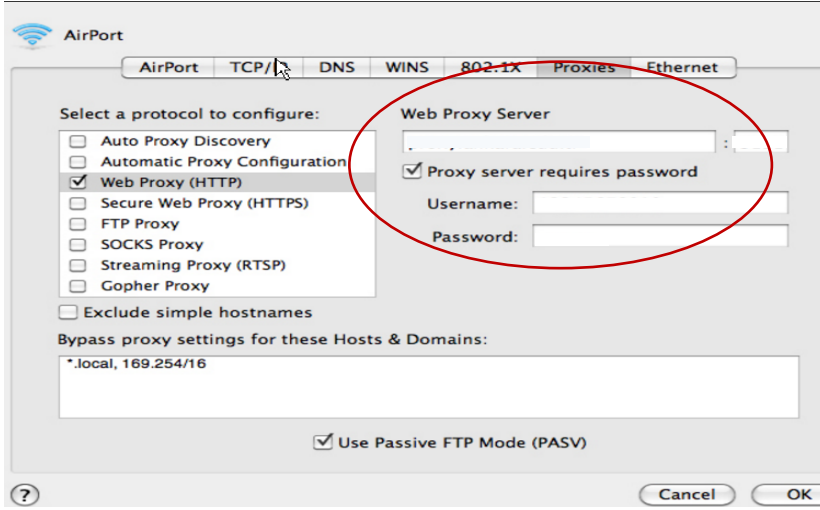 AirPort
AirPort TCP/ DNS WINS 802.1X Proxies Ethernet
Select a protocol to configure:
Auto Proxy Discovery
Automatic Proxy Configuration
Web Proxy (HTTP)
Secure Web Proxy (HTTPS)
FTP Proxy
SOCKS Proxy
Streaming Proxy (RTSP)
Gopher Proxy
Exclude simple hostnames
Web Proxy Server
:
Proxy server requires password
Username:
Password:
Bypass proxy settings for these Hosts & Domains:
*.local, 169.254/16
Use Passive FTP Mode (PASV)
?
Cancel
OK